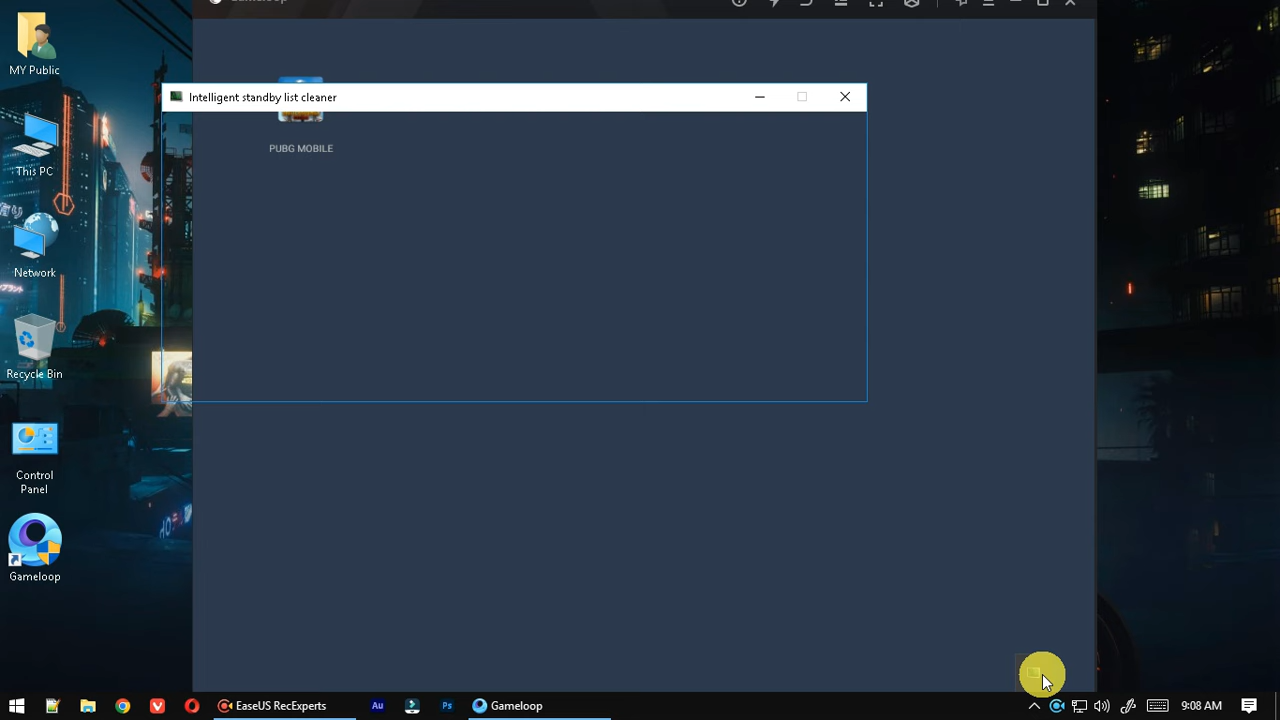 MY Public
This PC
Network
Recycle Bin
Control
Panel
Gameloop
Gameloop
Intelligent standby list cleaner
PUBG MOBILE
EaseUS RecExperts
Au
Ps
Gameloop
9:08 AM